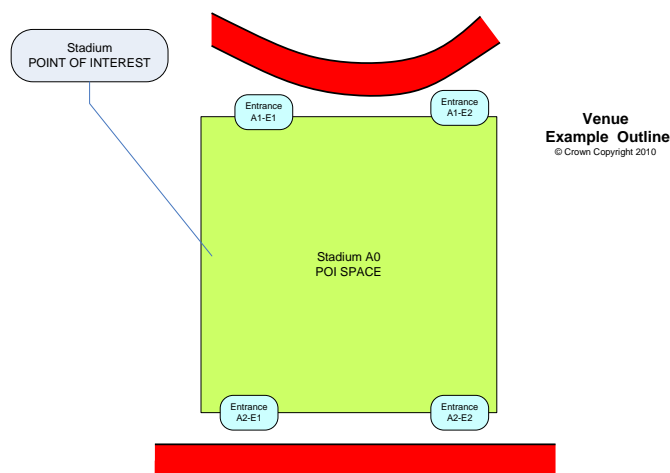 Stadium
POINT OF INTEREST
Entrance
A1-E1
Entrance
A1-E2
Venue
Example Outline
© Crown Copyright 2010
Stadium A0
POI SPACE
Entrance
A2-E1
Entrance
A2-E2